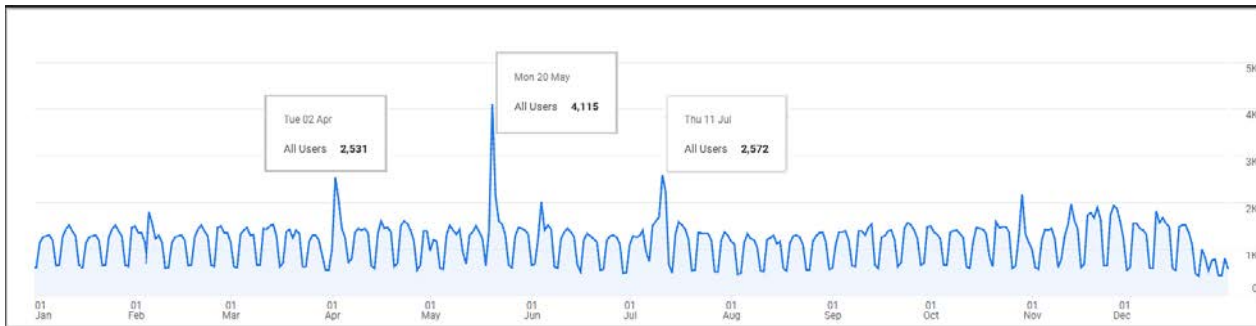 Mon 20 May
All Users 4,115
Tue 02 Apr
All Users 2,531
Thu 11 Jul
All Users 2,572
5K
4K
3K
2K
1K
0
01 Jan
01 Feb
01 Mar
01 Apr
01 May
01 Jun
01 Jul
01 Aug
01 Sep
01 Oct
01 Nov
01 Dec